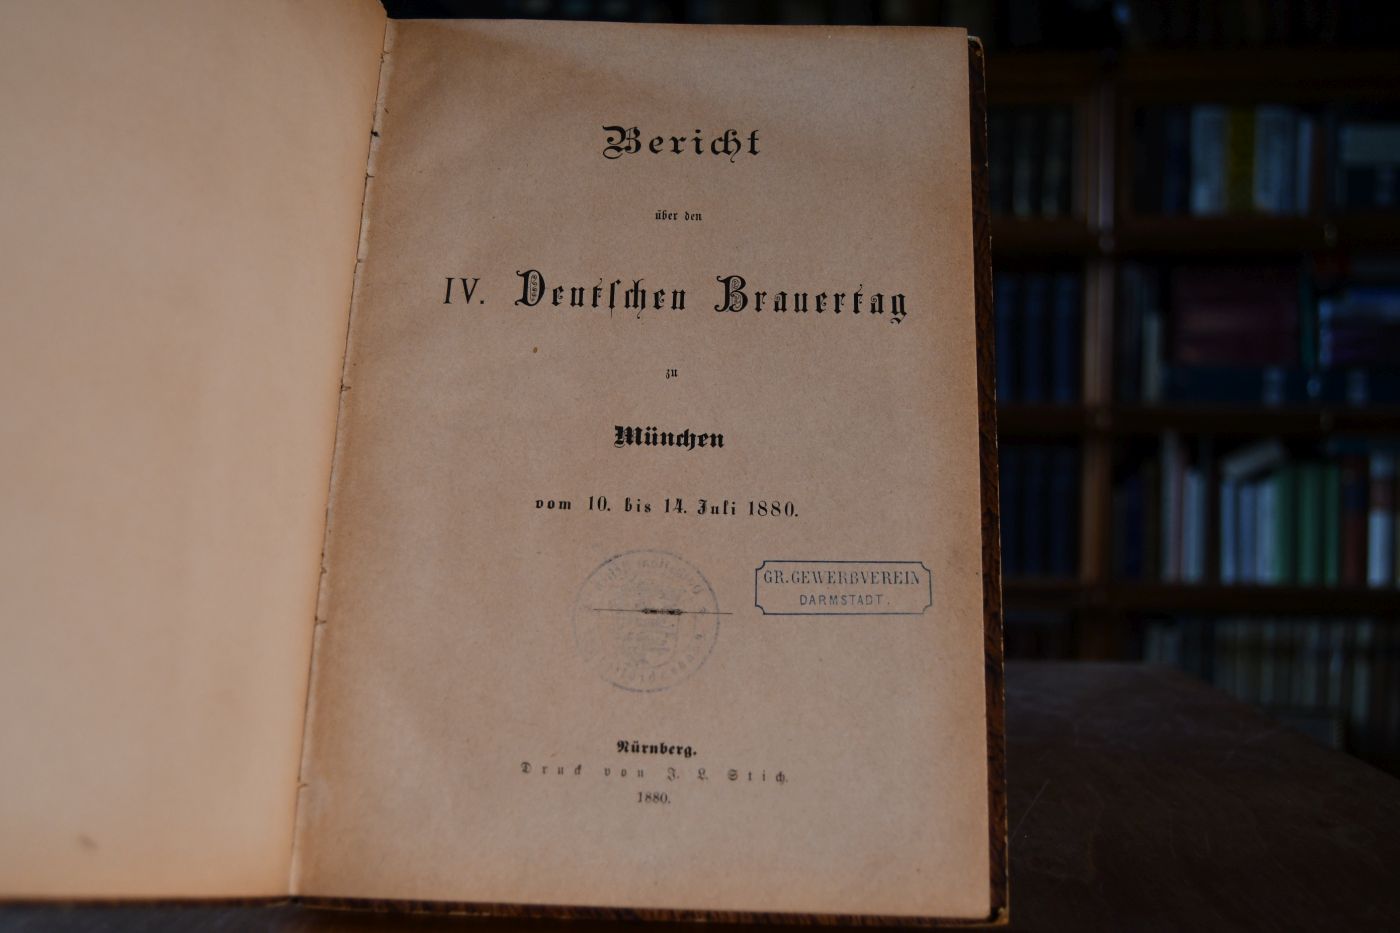 Bericht
über den
IV. Deutschen Brauertag
zu
München
vom 10. bis 14. Juli 1880.
GR. GEWERBVEREIN
DARMSTADT.
Nürnberg.
Druck von J. L. Stich.
1880.